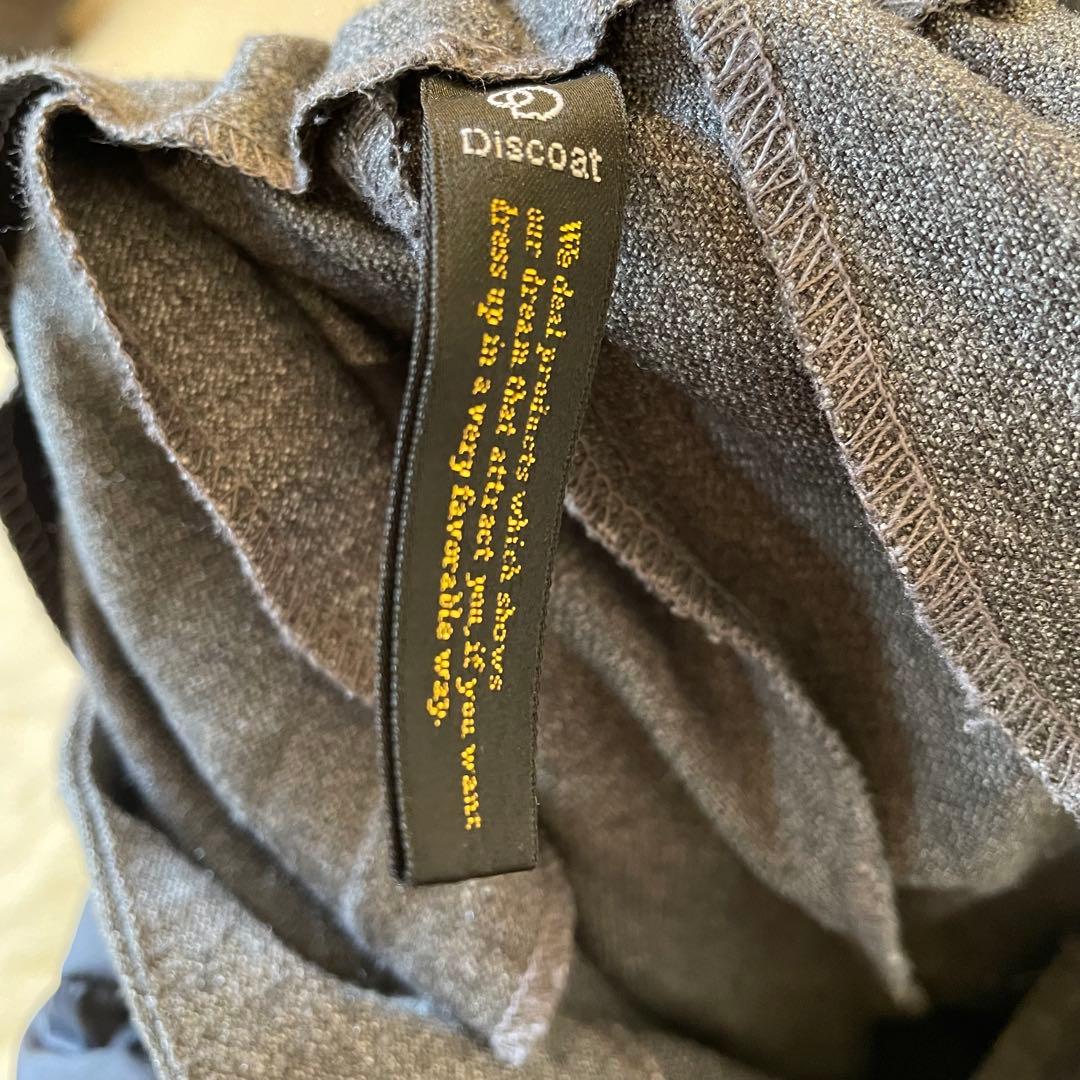 Discoat
We deal products which shows
our dream that attract you, if you want
dress up in a very favorable way.